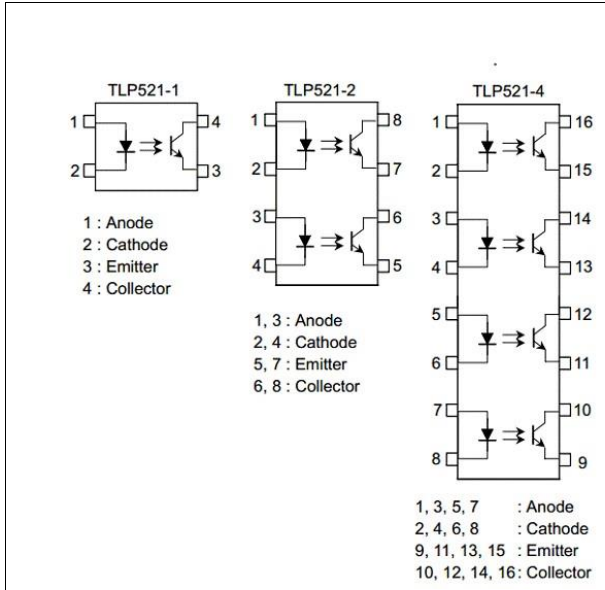 TLP521-1
1
2
4
3
1 : Anode
2 : Cathode
3 : Emitter
4 : Collector
TLP521-2
1
2
3
4
8
7
6
5
1, 3 : Anode
2, 4 : Cathode
5, 7 : Emitter
6, 8 : Collector
TLP521-4
1
2
3
4
5
6
7
8
16
15
14
13
12
11
10
9
1, 3, 5, 7 : Anode
2, 4, 6, 8 : Cathode
9, 11, 13, 15 : Emitter
10, 12, 14, 16 : Collector